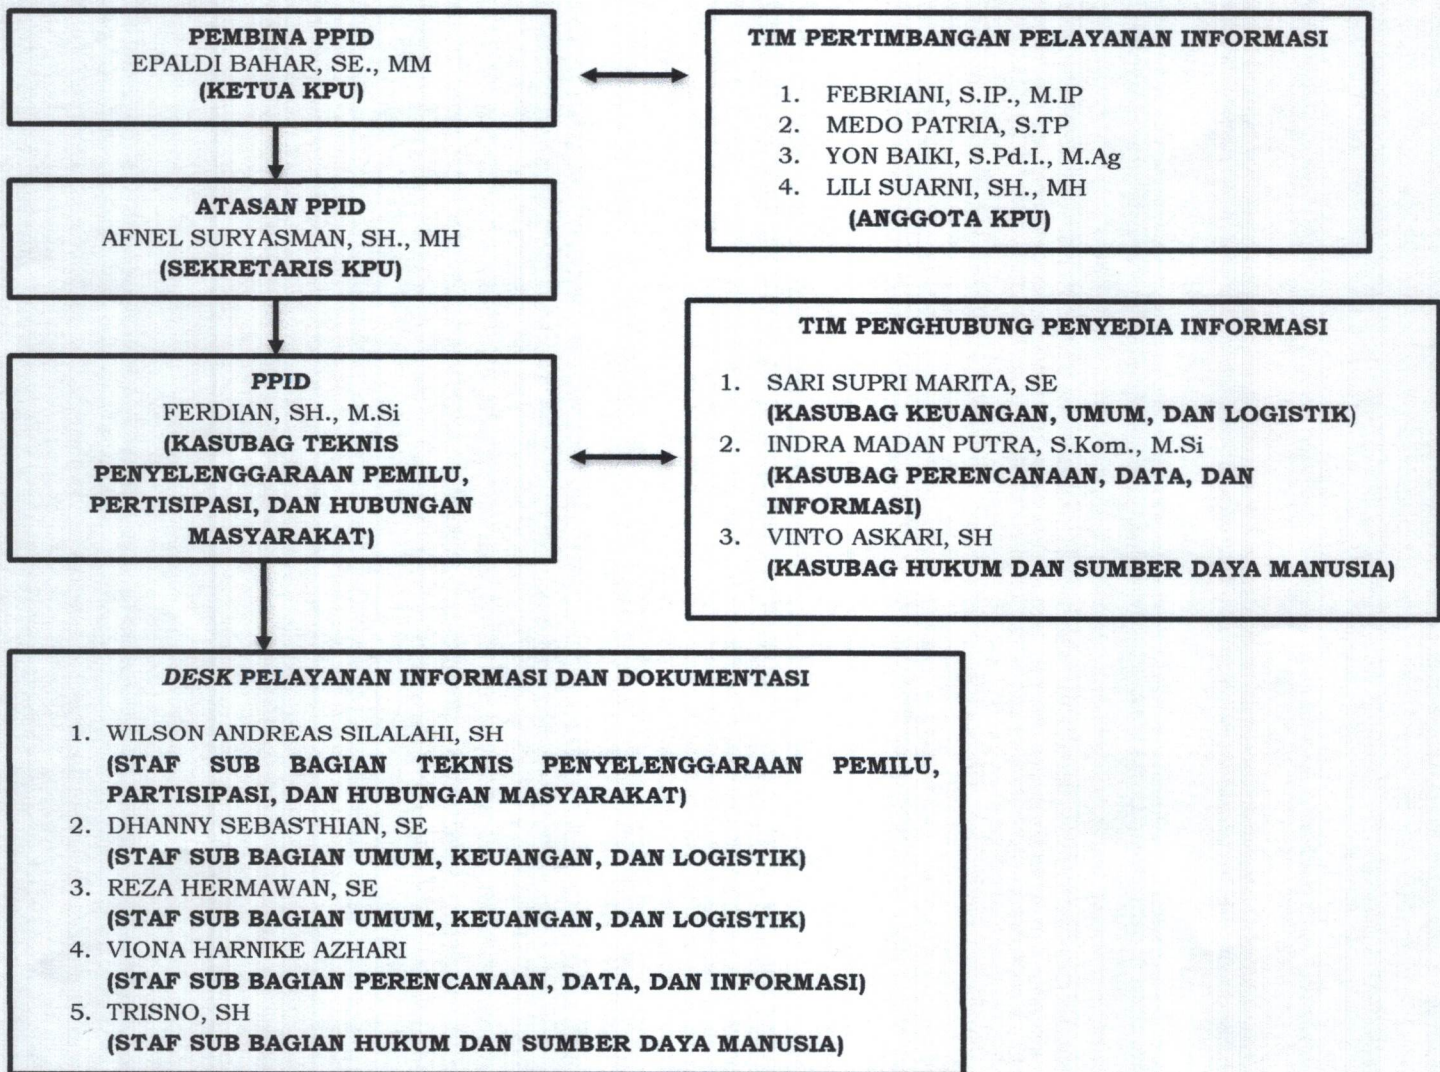 PEMBINA PPID
EPALDI BAHAR, SE., MM
(KETUA KPU)
TIM PERTIMBANGAN PELAYANAN INFORMASI
1. FEBRIANI, S.IP., M.IP
2. MEDO PATRIA, S.TP
3. YON BAIKI, S.Pd.I., M.Ag
4. LILI SUARNI, SH., MH
(ANGGOTA KPU)
ATASAN PPID
AFNEL SURYASMAN, SH., MH
(SEKRETARIS KPU)
PPID
FERDIAN, SH., M.Si
(KASUBAG TEKNIS
PENYELENGGARAAN PEMILU,
PERTISIPASI, DAN HUBUNGAN
MASYARAKAT)
TIM PENGHUBUNG PENYEDIA INFORMASI
1. SARI SUPRI MARITA, SE
(KASUBAG KEUANGAN, UMUM, DAN LOGISTIK)
2. INDRA MADAN PUTRA, S.Kom., M.Si
(KASUBAG PERENCANAAN, DATA, DAN
INFORMASI)
3. VINTO ASKARI, SH
(KASUBAG HUKUM DAN SUMBER DAYA MANUSIA)
DESK PELAYANAN INFORMASI DAN DOKUMENTASI
1. WILSON ANDREAS SILALAHI, SH
(STAF SUB BAGIAN TEKNIS PENYELENGGARAAN PEMILU,
PARTISIPASI, DAN HUBUNGAN MASYARAKAT)
2. DHANNY SEBASTHIAN, SE
(STAF SUB BAGIAN UMUM, KEUANGAN, DAN LOGISTIK)
3. REZA HERMAWAN, SE
(STAF SUB BAGIAN UMUM, KEUANGAN, DAN LOGISTIK)
4. VIONA HARNIKE AZHARI
(STAF SUB BAGIAN PERENCANAAN, DATA, DAN INFORMASI)
5. TRISNO, SH
(STAF SUB BAGIAN HUKUM DAN SUMBER DAYA MANUSIA)